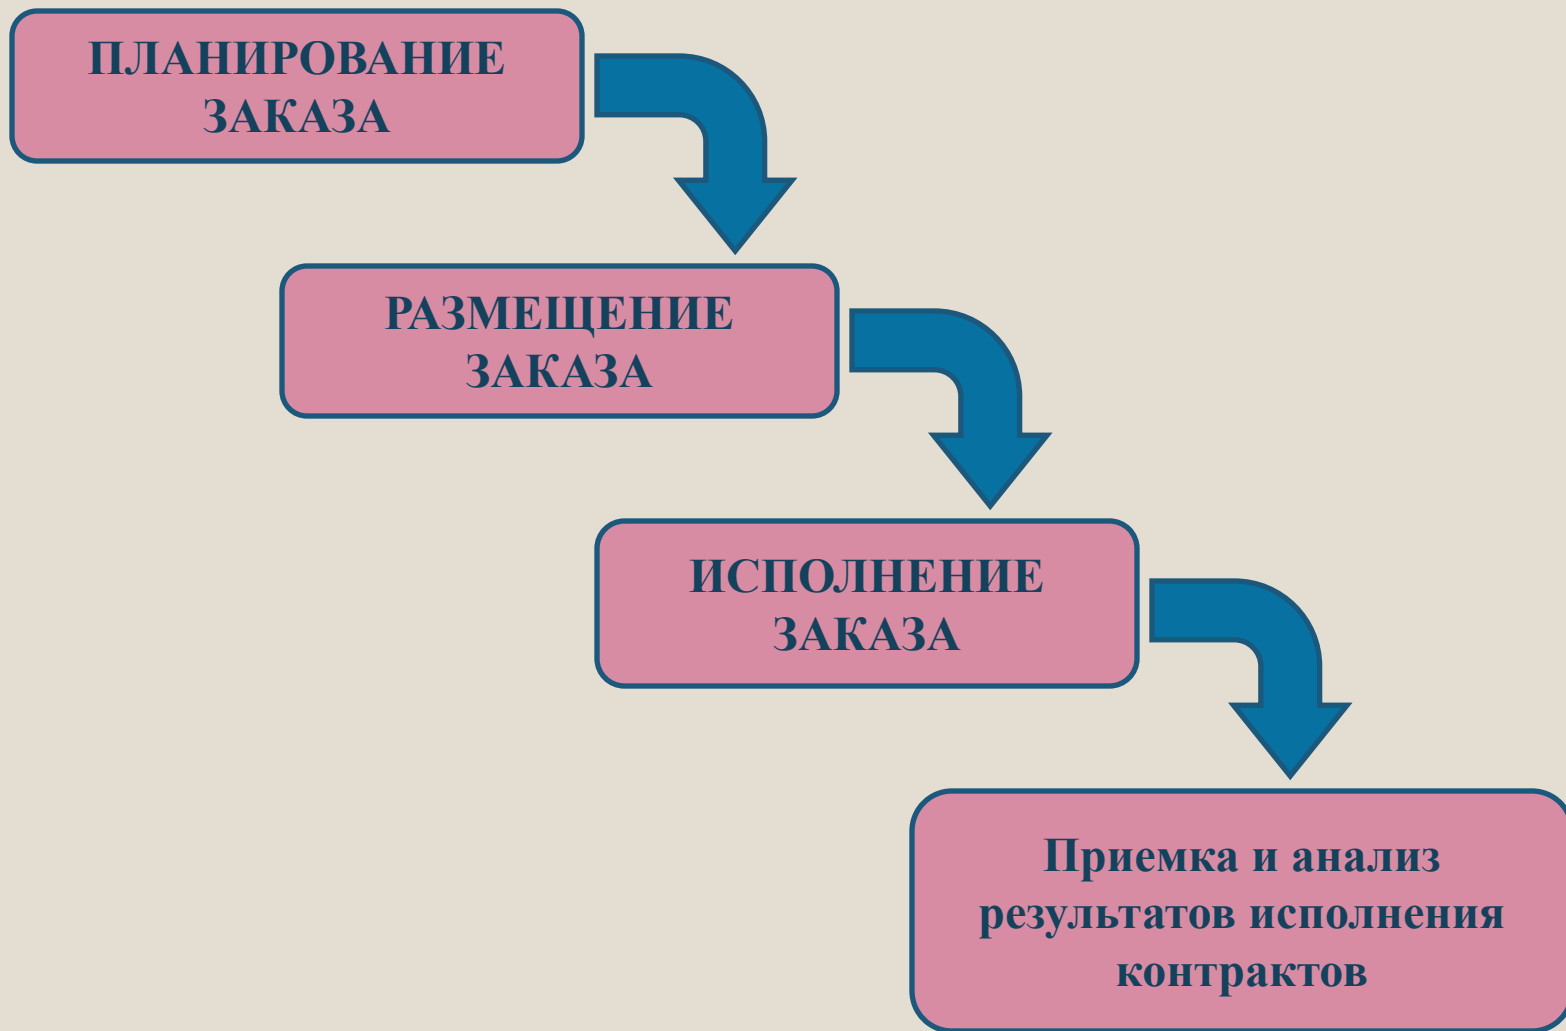 ПЛАНИРОВАНИЕ
ЗАКАЗА
РАЗМЕЩЕНИЕ
ЗАКАЗА
ИСПОЛНЕНИЕ
ЗАКАЗА
Приемка и анализ
результатов исполнения
контрактов